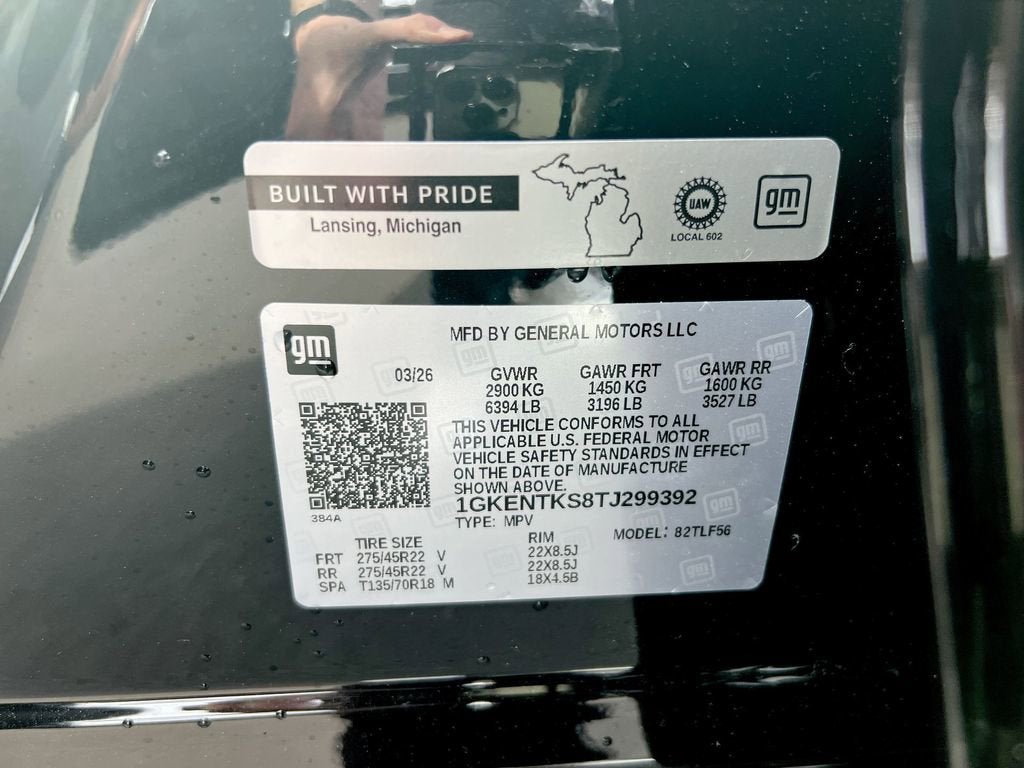 BUILT WITH PRIDE
Lansing, Michigan
UAW
LOCAL 602
gm
gm
MFD BY GENERAL MOTORS LLC
03/26
GVWR GAWR FRT GAWR RR
2900 KG 1450 KG 1600 KG
6394 LB 3196 LB 3527 LB
THIS VEHICLE CONFORMS TO ALL
APPLICABLE U.S. FEDERAL MOTOR
VEHICLE SAFETY STANDARDS IN EFFECT
ON THE DATE OF MANUFACTURE
SHOWN ABOVE.
384A
1GKENTKS8TJ299392
TYPE: MPV MODEL: 82TLF56
TIRE SIZE RIM
FRT 275/45R22 V 22X8.5J
RR 275/45R22 V 22X8.5J
SPA T135/70R18 M 18X4.5B